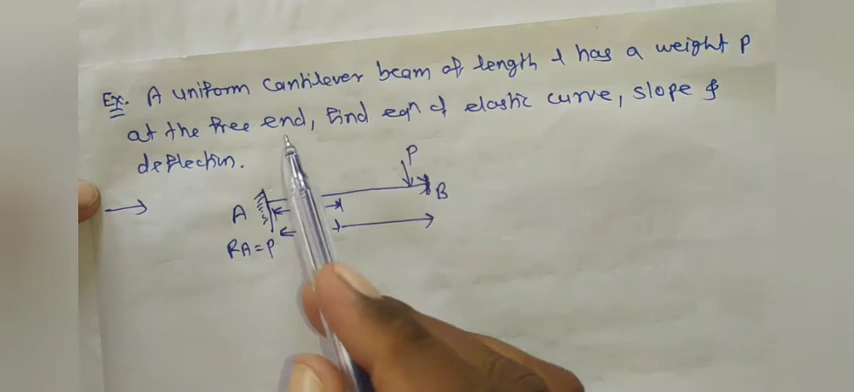 Ex. A uniform cantilever beam of length l has a weight P
at the free end, find eqn of elastic curve, slope &
deflection.
P
A
B
RA=P